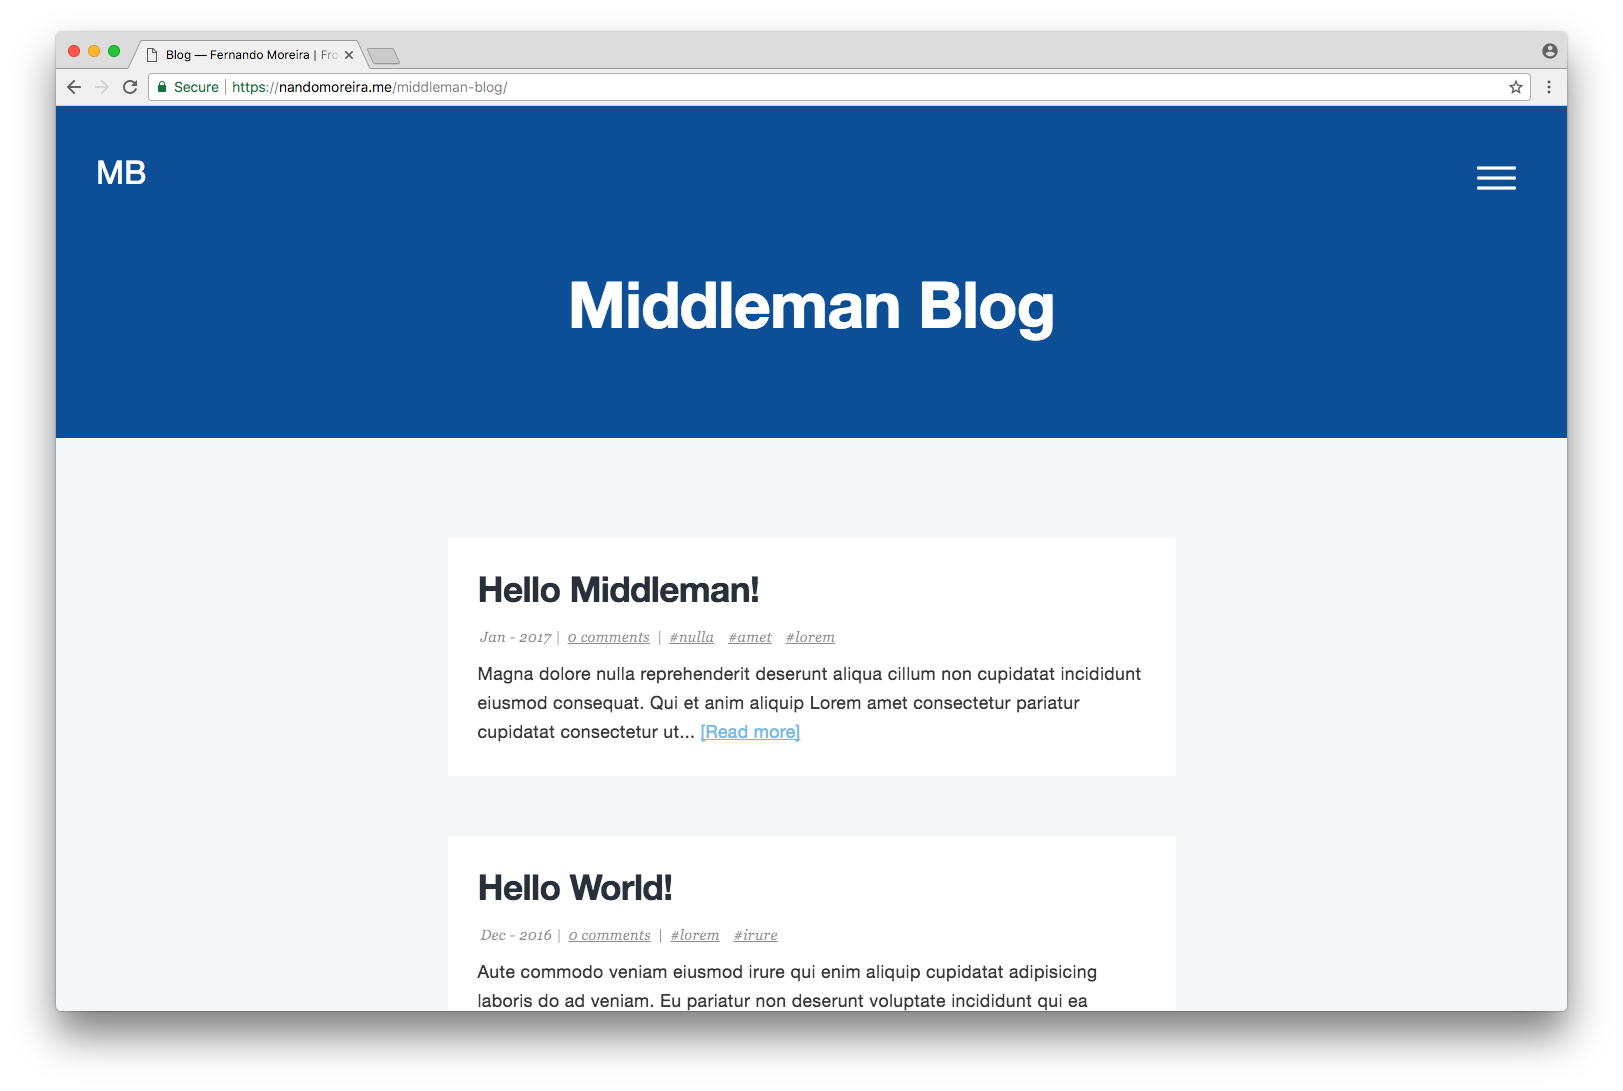 Blog — Fernando Moreira | Fro
Secure https://nandomoreira.me/middleman-blog/
MB
Middleman Blog
Hello Middleman!
Jan - 2017 | 0 comments | #nulla #amet #lorem
Magna dolore nulla reprehenderit deserunt aliqua cillum non cupidatat incididunt
eiusmod consequat. Qui et anim aliquip Lorem amet consectetur pariatur
cupidatat consectetur ut... [Read more]
Hello World!
Dec - 2016 | 0 comments | #lorem #irure
Aute commodo veniam eiusmod irure qui enim aliquip cupidatat adipisicing
laboris do ad veniam. Eu pariatur non deserunt voluptate incididunt qui ea